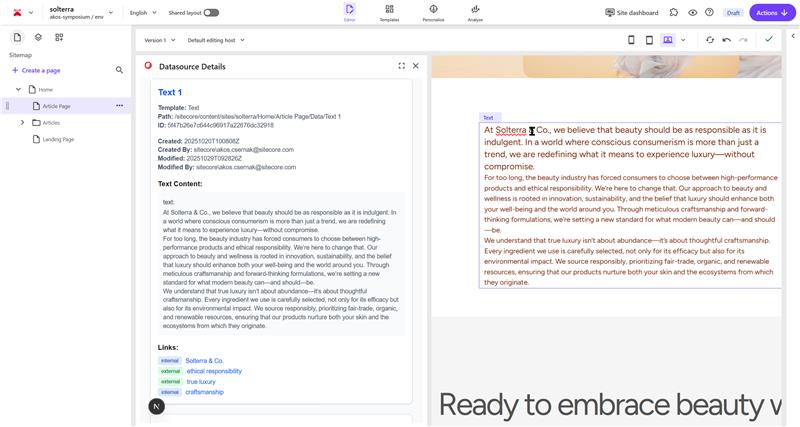 solterra
akos-symposium / env
English
Shared layout
Editor
Templates
Personalize
Analyze
Site dashboard
Draft
Actions
Sitemap
+ Create a page
Home
Article Page
Articles
Landing Page
Version 1
Default editing host
Datasource Details
Text 1
Template: Text
Path: /sitecore/content/sites/solterra/Home/Article Page/Data/Text 1
ID: 5f47b26e7c644c96917a22676dc32918
Created: 20251020T100808Z
Created By: sitecore\akos.csernak@sitecore.com
Modified: 20251029T092826Z
Modified By: sitecore\akos.csernak@sitecore.com
Text Content:
text:
At Solterra & Co., we believe that beauty should be as responsible as it is indulgent. In
a world where conscious consumerism is more than just a trend, we are redefining
what it means to experience luxury—without compromise.
For too long, the beauty industry has forced consumers to choose between high-
performance products and ethical responsibility. We're here to change that. Our
approach to beauty and wellness is rooted in innovation, sustainability, and the belief
that luxury should enhance both your well-being and the world around you. Through
meticulous craftsmanship and forward-thinking formulations, we're setting a new
standard for what modern beauty can—and should—be.
We understand that true luxury isn't about abundance—it's about thoughtful
craftsmanship. Every ingredient we use is carefully selected, not only for its efficacy but
also for its environmental impact. We source responsibly, prioritizing fair-trade, organic,
and renewable resources, ensuring that our products nurture both your skin and the
ecosystems from which they originate.
Links:
internal Solterra & Co.
external ethical responsibility
external true luxury
internal craftsmanship
N
Text
At Solterra & Co., we believe that beauty should be as responsible as it is
indulgent. In a world where conscious consumerism is more than just a
trend, we are redefining what it means to experience luxury—without
compromise.
For too long, the beauty industry has forced consumers to choose between high-performance
products and ethical responsibility. We're here to change that. Our approach to beauty and
wellness is rooted in innovation, sustainability, and the belief that luxury should enhance both
your well-being and the world around you. Through meticulous craftsmanship and forward-
thinking formulations, we're setting a new standard for what modern beauty can—and should
—be.
We understand that true luxury isn't about abundance—it's about thoughtful craftsmanship.
Every ingredient we use is carefully selected, not only for its efficacy but also for its
environmental impact. We source responsibly, prioritizing fair-trade, organic, and renewable
resources, ensuring that our products nurture both your skin and the ecosystems from which
they originate.
Ready to embrace beauty w